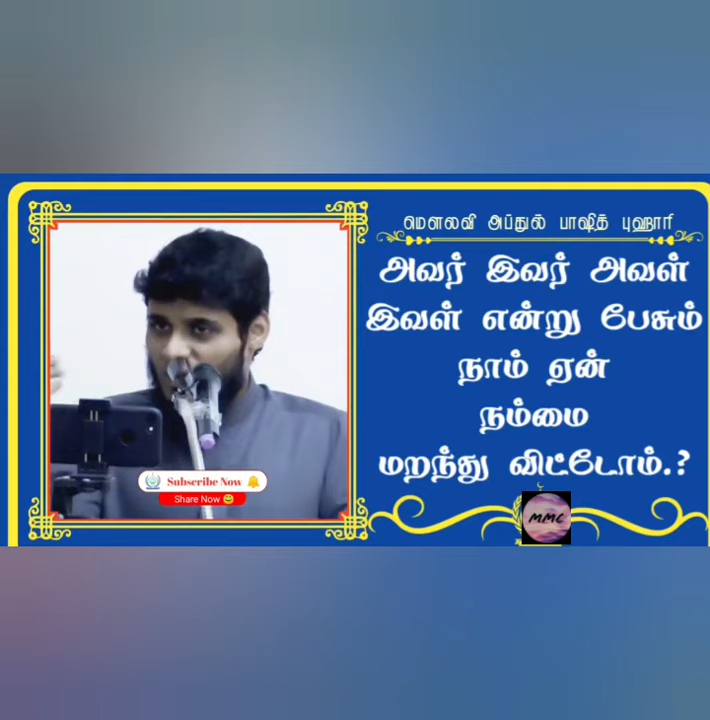 மௌலவி அப்துல் பாஷித் புஹாரி
அவர் இவர் அவள்
இவள் என்று பேசும்
நாம் ஏன்
நம்மை
மறந்து விட்டோம்.?
Subscribe Now
Share Now
MMC